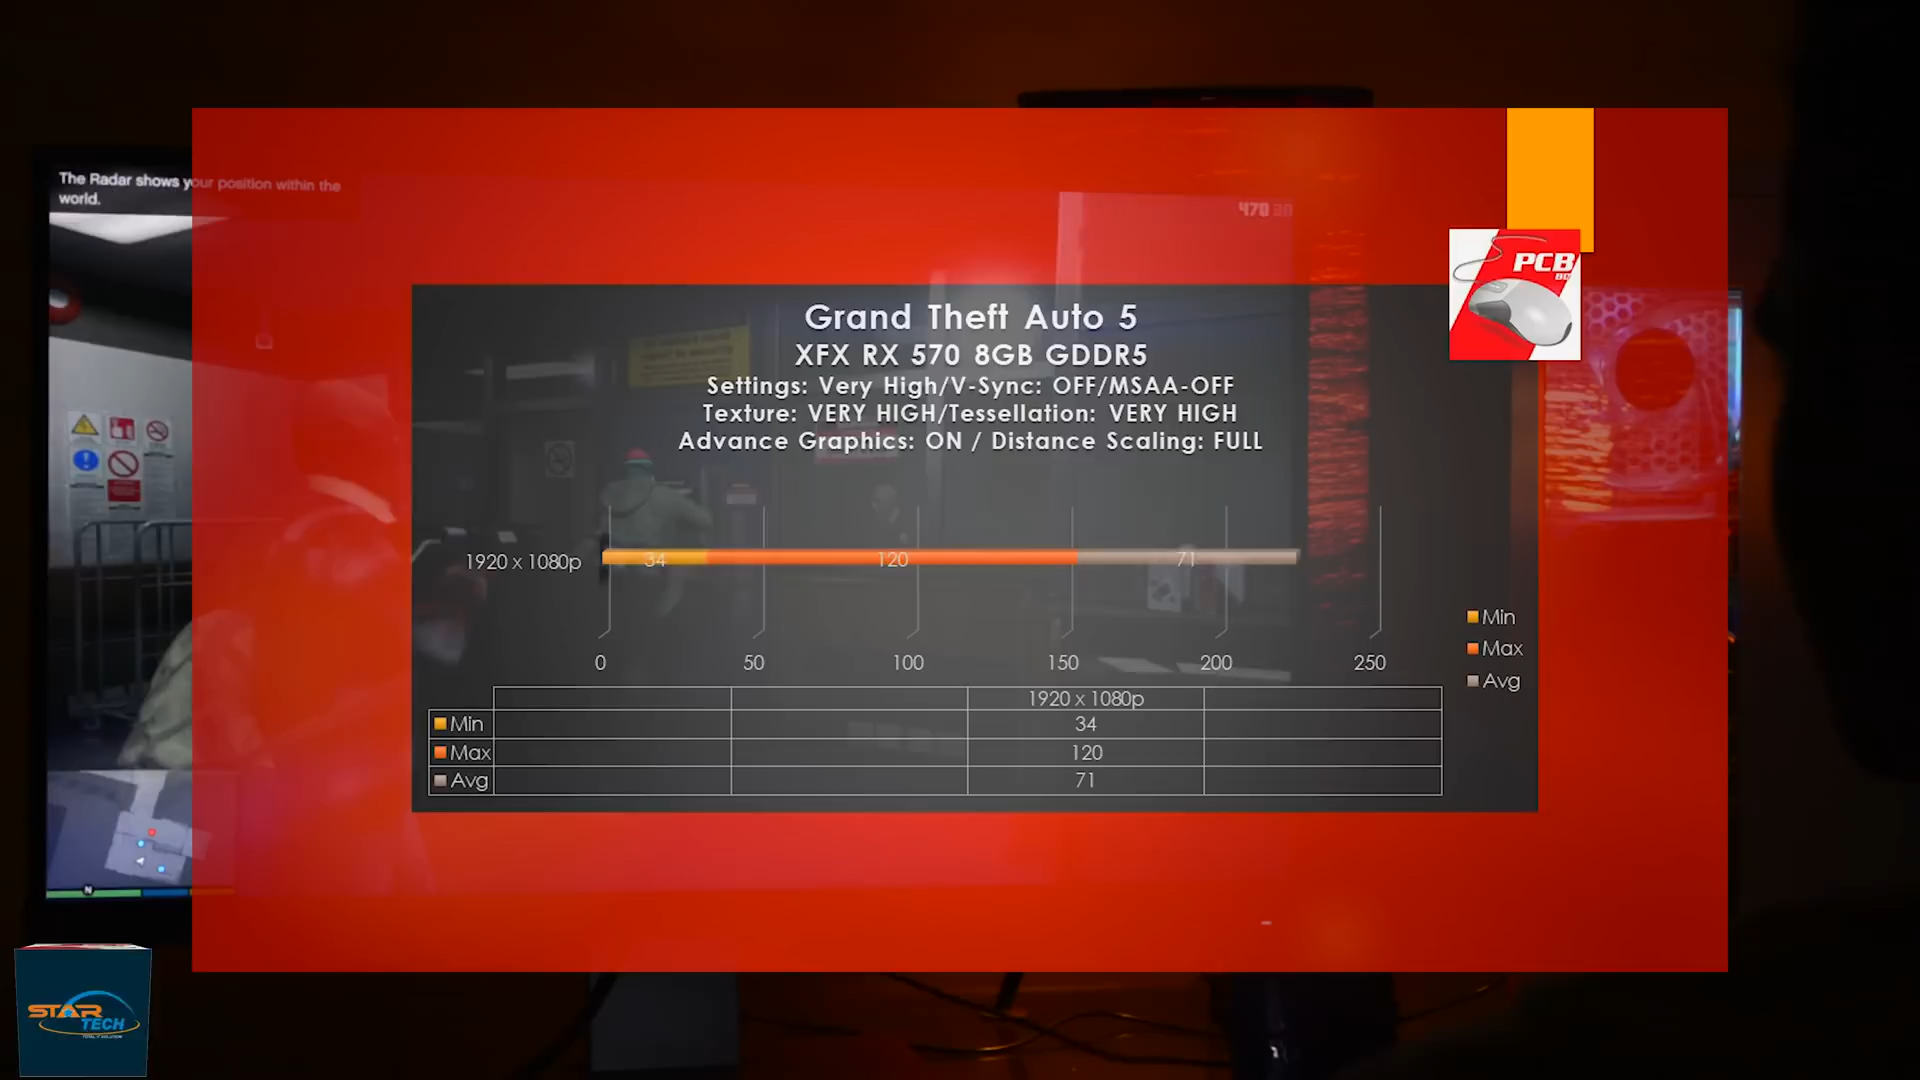 The Radar shows your position within the
world.
470
PCB
BD
Grand Theft Auto 5
XFX RX 570 8GB GDDR5
Settings: Very High/V-Sync: OFF/MSAA-OFF
Texture: VERY HIGH/Tessellation: VERY HIGH
Advance Graphics: ON / Distance Scaling: FULL
1920 x 1080p
34
120
71
0
50
100
150
200
250
Min
Max
Avg
1920 x 1080p
Min 34
Max 120
Avg 71
N
STAR
TECH